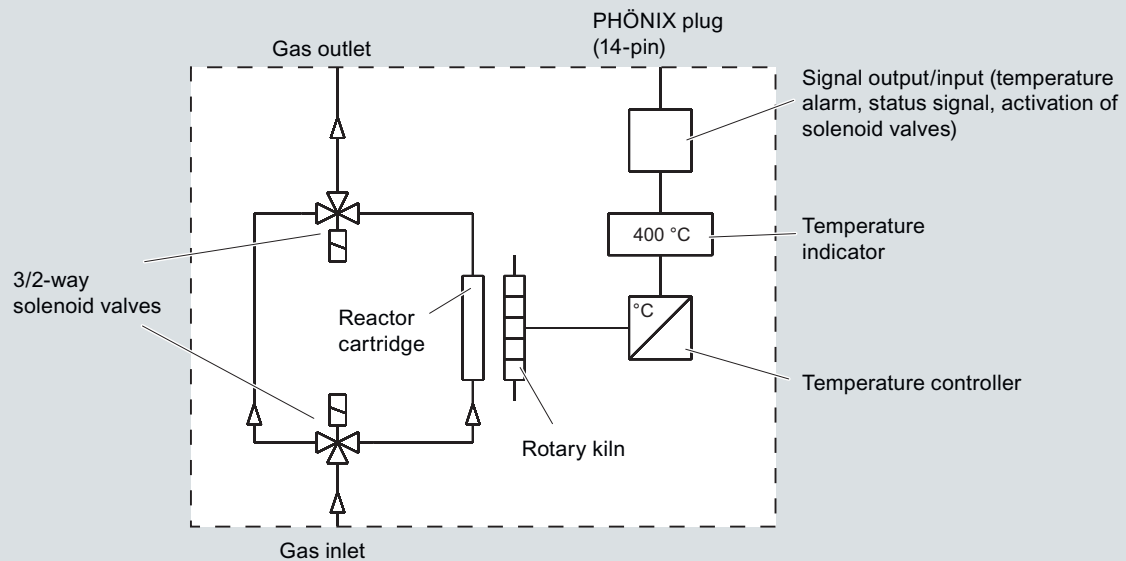 PHÖNIX plug
(14-pin)
Gas outlet
Signal output/input (temperature
alarm, status signal, activation of
solenoid valves)
400 °C
Temperature
indicator
3/2-way
solenoid valves
Reactor
cartridge
°C
Temperature controller
Rotary kiln
Gas inlet